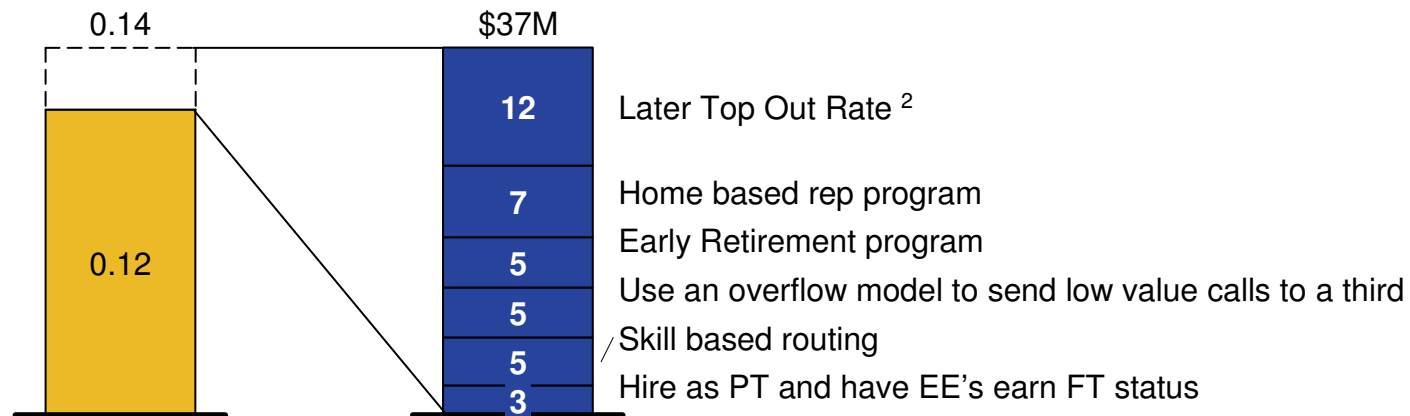 0.14 $37M
12 Later Top Out Rate 2
7 Home based rep program
5 Early Retirement program
0.12
5 Use an overflow model to send low value calls to a third
5 Skill based routing
3 Hire as PT and have EE's earn FT status